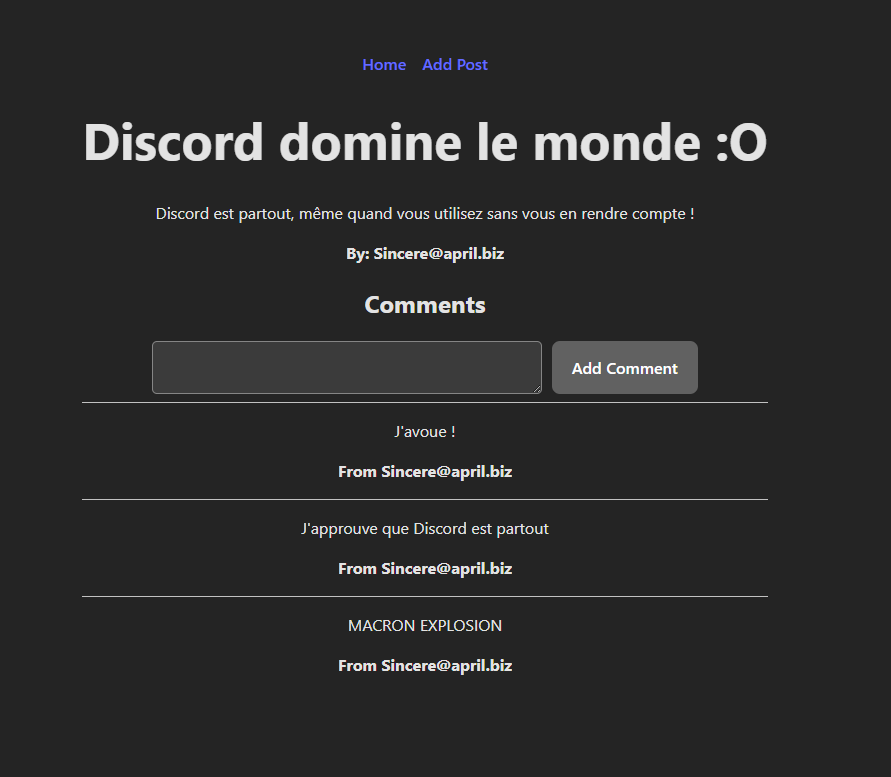 Home Add Post
Discord domine le monde :O
Discord est partout, même quand vous utilisez sans vous en rendre compte !
By: Sincere@april.biz
Comments
Add Comment
J'avoue !
From Sincere@april.biz
J'approuve que Discord est partout
From Sincere@april.biz
MACRON EXPLOSION
From Sincere@april.biz